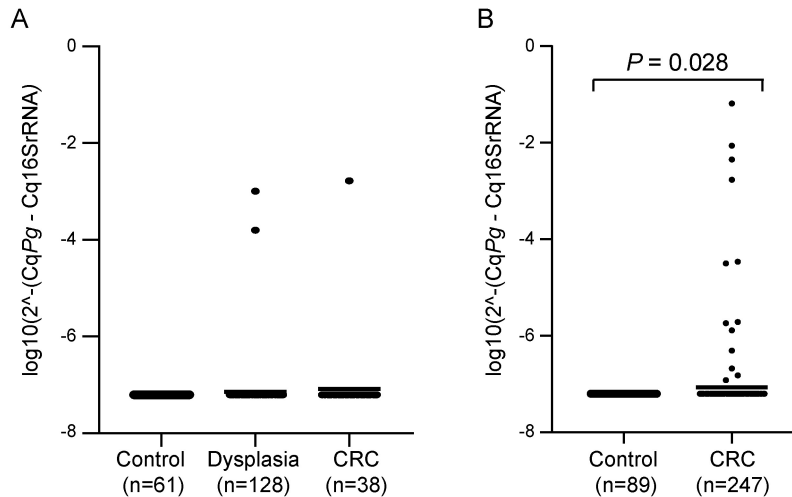 A
log10(2^-(CqPg - Cq16SrRNA)
0
-2
-4
-6
-8
Control
(n=61)
Dysplasia
(n=128)
CRC
(n=38)
B
log10(2^-(CqPg - Cq16SrRNA)
0
-2
-4
-6
-8
P = 0.028
Control
(n=89)
CRC
(n=247)